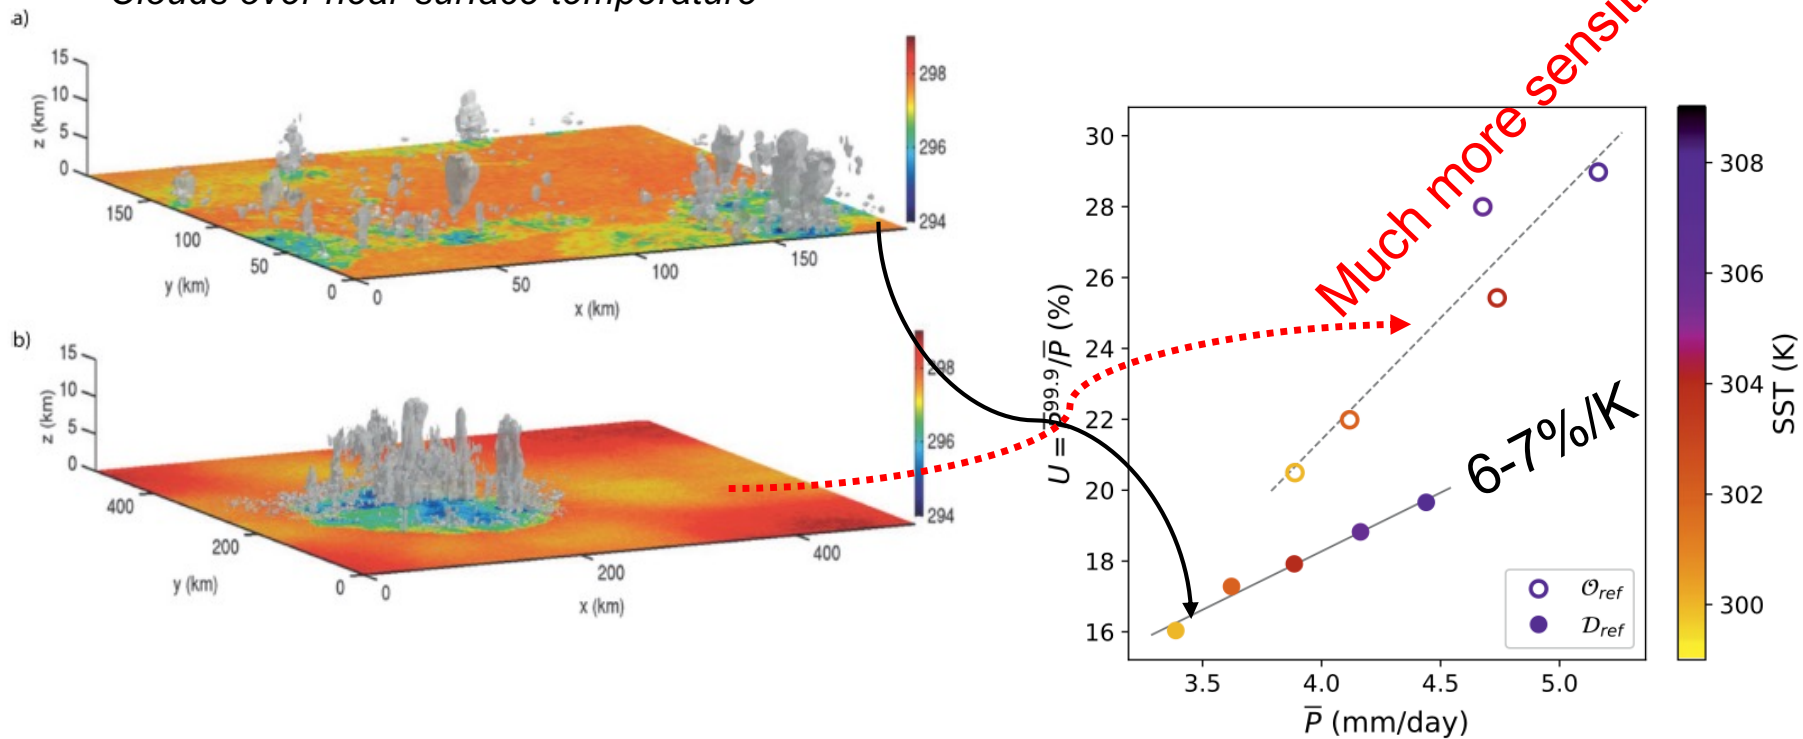 Clouds over near-surface temperature
a)
15
10
5
0
z (km)
150
100
50
0
y (km)
0
50
100
150
x (km)
298
296
294
b)
15
10
5
0
z (km)
400
200
0
y (km)
0
200
400
x (km)
298
296
294
Much more sensiti
6-7%/K
30
28
26
24
22
20
18
16
U = P̅99.9/P̅ (%)
3.5
4.0
4.5
5.0
P̅ (mm/day)
𝒪ref
𝒟ref
308
306
304
302
300
SST (K)